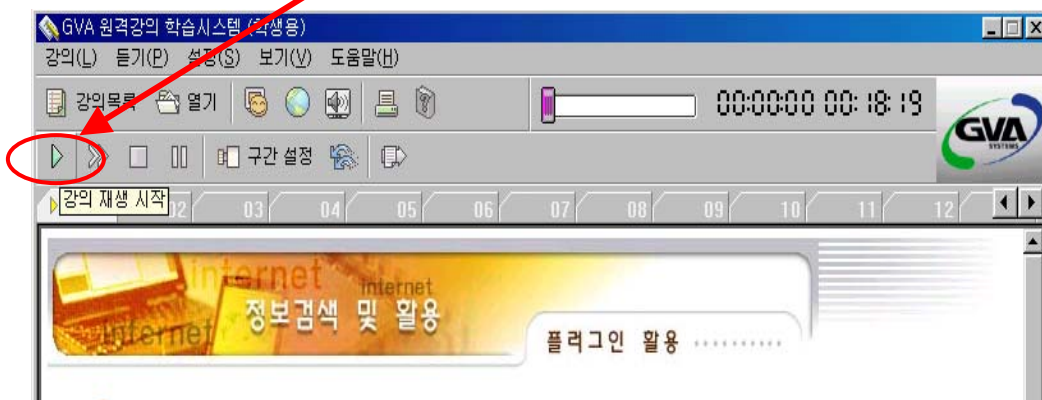 GVA 원격강의 학습시스템 (학생용)
강의(L) 듣기(P) 설정(S) 보기(V) 도움말(H)
강의목록 열기 00:00:00 00:18:19
GVA
SYSTEMS
구간 설정
강의 재생 시작
02 03 04 05 06 07 08 09 10 11 12
internet
internet
정보검색 및 활용
internet
플러그인 활용 ··········